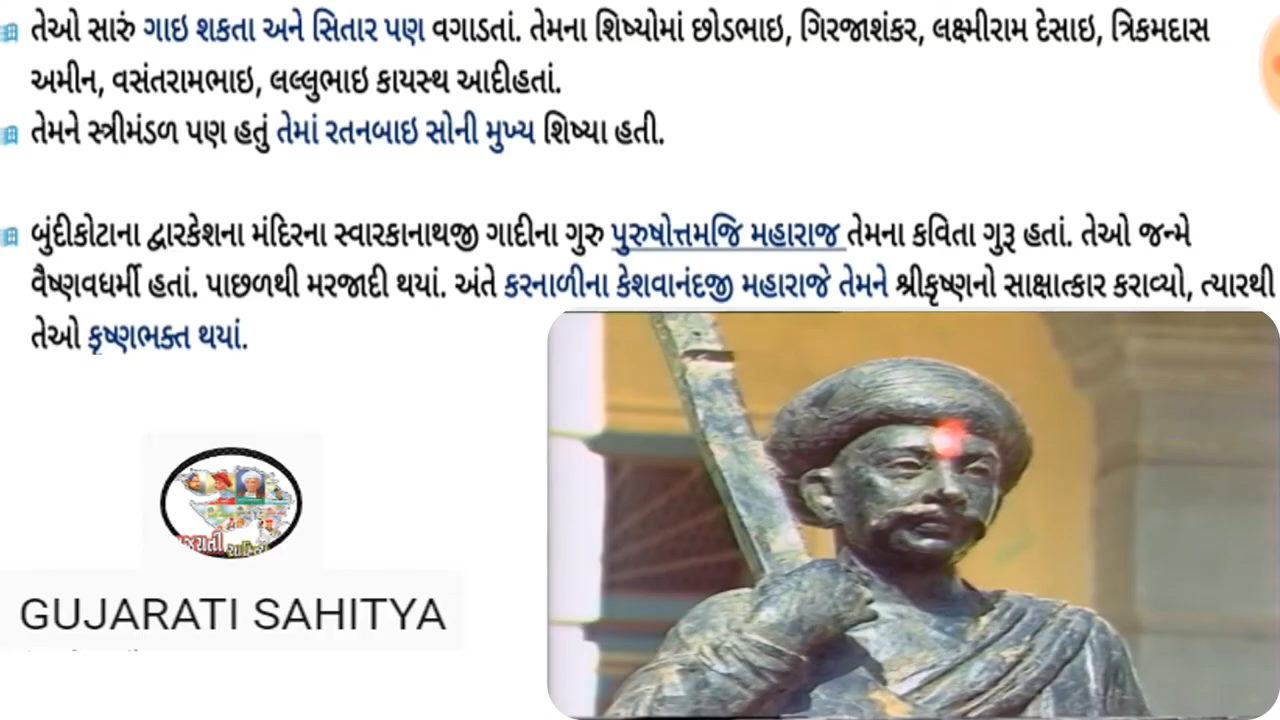 તેઓ સારું ગાઇ શકતા અને સિતાર પણ વગાડતાં. તેમના શિષ્યોમાં છોડભાઇ, ગિરજાશંકર, લક્ષ્મીરામ દેસાઇ, ત્રિકમદાસ
અમીન, વસંતરામભાઇ, લલ્લુભાઇ કાયસ્થ આદીહતાં.
તેમને સ્ત્રીમંડળ પણ હતું તેમાં રતનબાઇ સોની મુખ્ય શિષ્યા હતી.
બુંદીકોટાના દ્વારકેશના મંદિરના સ્વારકાનાથજી ગાદીના ગુરુ પુરુષોત્તમજિ મહારાજ તેમના કવિતા ગુરૂ હતાં. તેઓ જન્મે
વૈષ્ણવધર્મી હતાં. પાછળથી મરજાદી થયાં. અંતે કરનાળીના કેશવાનંદજી મહારાજે તેમને શ્રીકૃષ્ણનો સાક્ષાત્કાર કરાવ્યો, ત્યારથી
તેઓ કૃષ્ણભક્ત થયાં.
GUJARATI SAHITYA